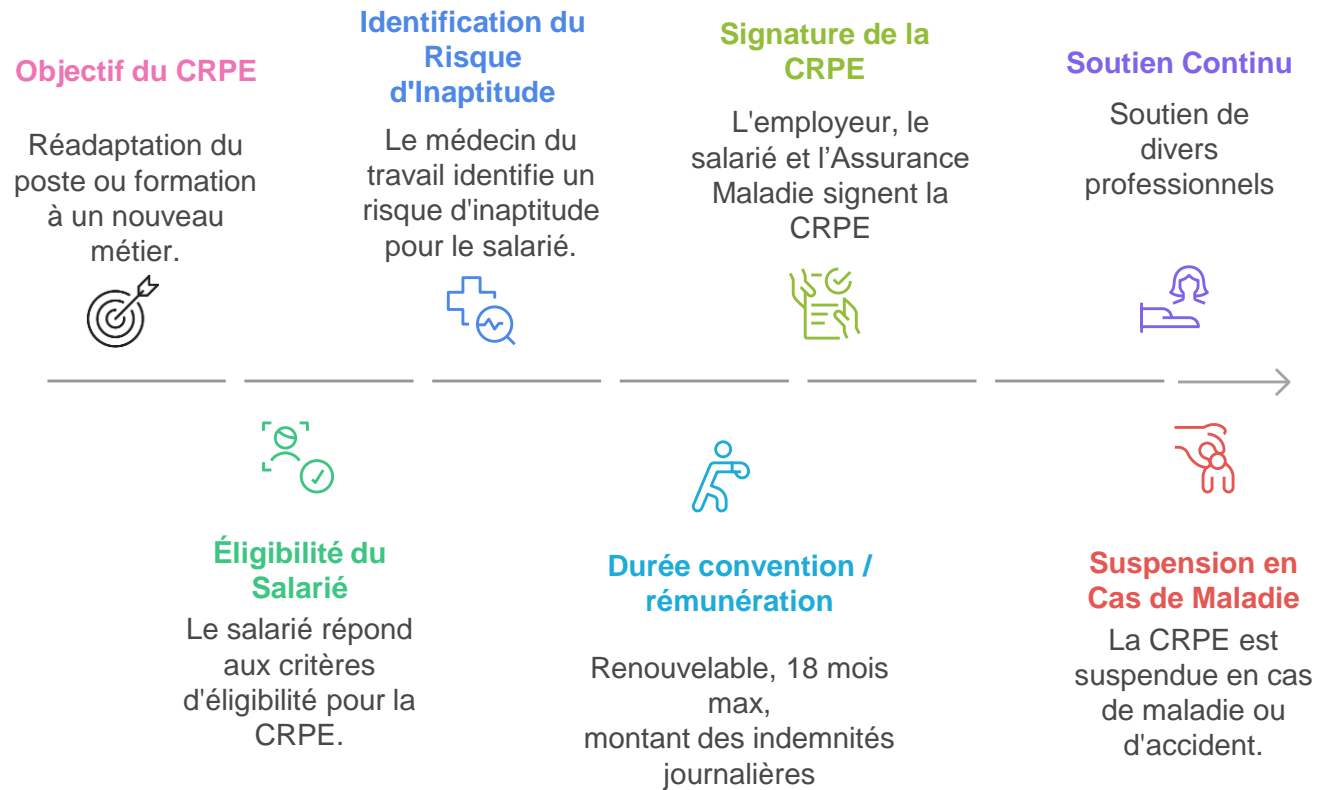 Objectif du CRPE
Réadaptation du
poste ou formation
à un nouveau
métier.
Identification du
Risque
d'Inaptitude
Le médecin du
travail identifie un
risque d'inaptitude
pour le salarié.
Signature de la
CRPE
L'employeur, le
salarié et l’Assurance
Maladie signent la
CRPE
Soutien Continu
Soutien de
divers
professionnels
Éligibilité du
Salarié
Le salarié répond
aux critères
d'éligibilité pour la
CRPE.
Durée convention /
rémunération
Renouvelable, 18 mois
max,
montant des indemnités
journalières
Suspension en
Cas de Maladie
La CRPE est
suspendue en cas
de maladie ou
d'accident.